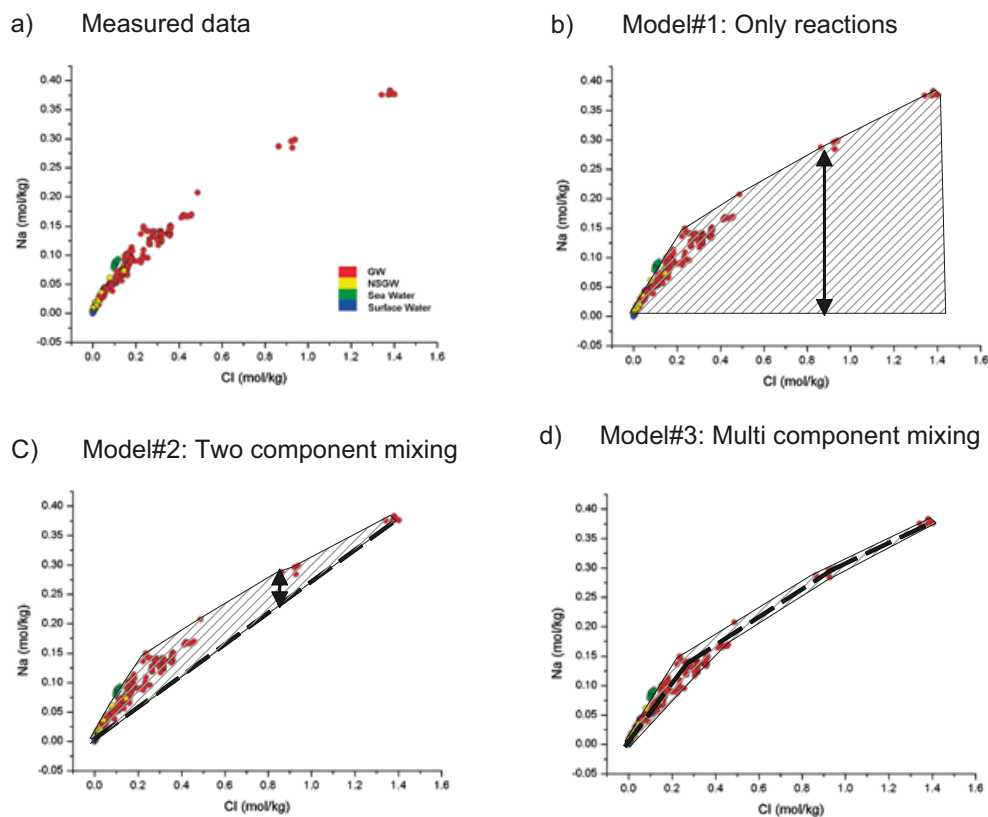 a) Measured data
0.40
0.35
0.30
0.25
0.20
0.15
0.10
0.05
0.00
-0.05
Na (mol/kg)
GW
NSGW
Sea Water
Surface Water
0.0 0.2 0.4 0.6 0.8 1.0 1.2 1.4 1.6
Cl (mol/kg)
b) Model#1: Only reactions
0.40
0.35
0.30
0.25
0.20
0.15
0.10
0.05
0.00
-0.05
Na (mol/kg)
0.0 0.2 0.4 0.6 0.8 1.0 1.2 1.4 1.6
Cl (mol/kg)
C) Model#2: Two component mixing
0.40
0.35
0.30
0.25
0.20
0.15
0.10
0.05
0.00
-0.05
Na (mol/kg)
0.0 0.2 0.4 0.6 0.8 1.0 1.2 1.4 1.6
Cl (mol/kg)
d) Model#3: Multi component mixing
0.40
0.35
0.30
0.25
0.20
0.15
0.10
0.05
0.00
-0.05
Na (mol/kg)
0.0 0.2 0.4 0.6 0.8 1.0 1.2 1.4 1.6
Cl (mol/kg)